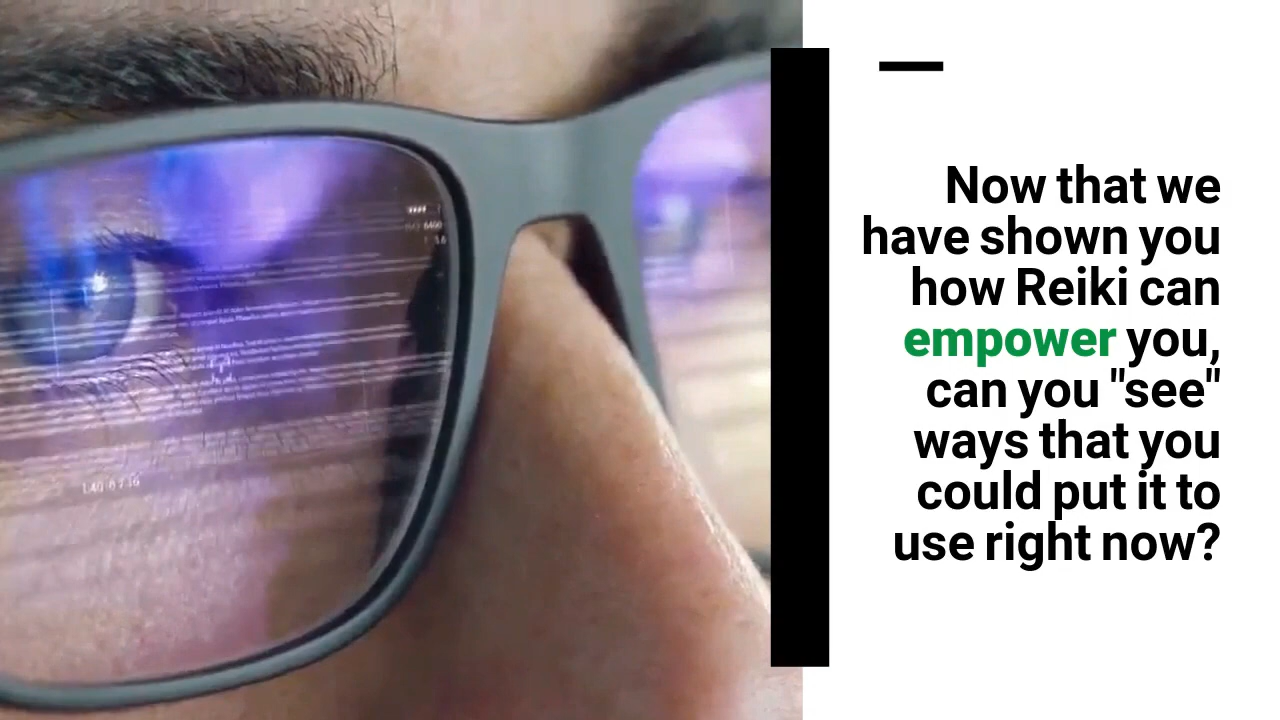 Now that we
have shown you
how Reiki can
empower you,
can you "see"
ways that you
could put it to
use right now?